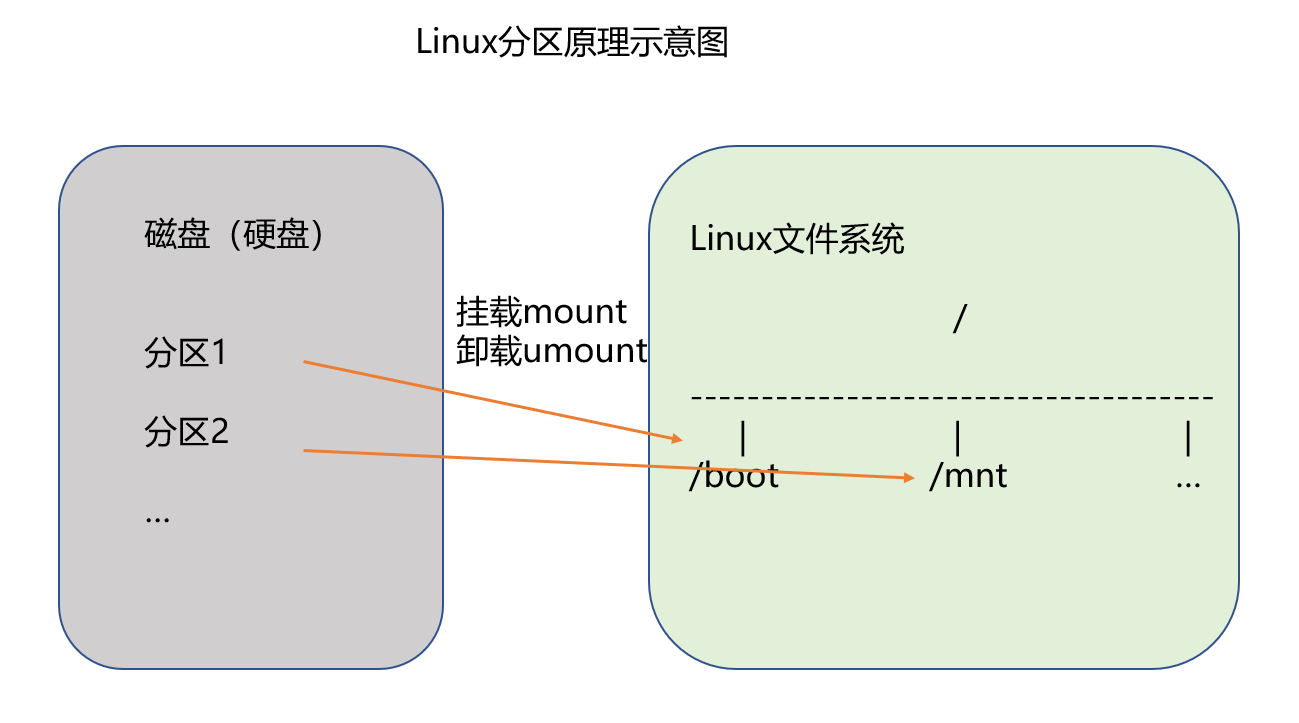 Linux分区原理示意图
磁盘（硬盘）
分区1
分区2
...
挂载mount
卸载umount
Linux文件系统
/
-------------------------------------
| | |
/boot /mnt ...